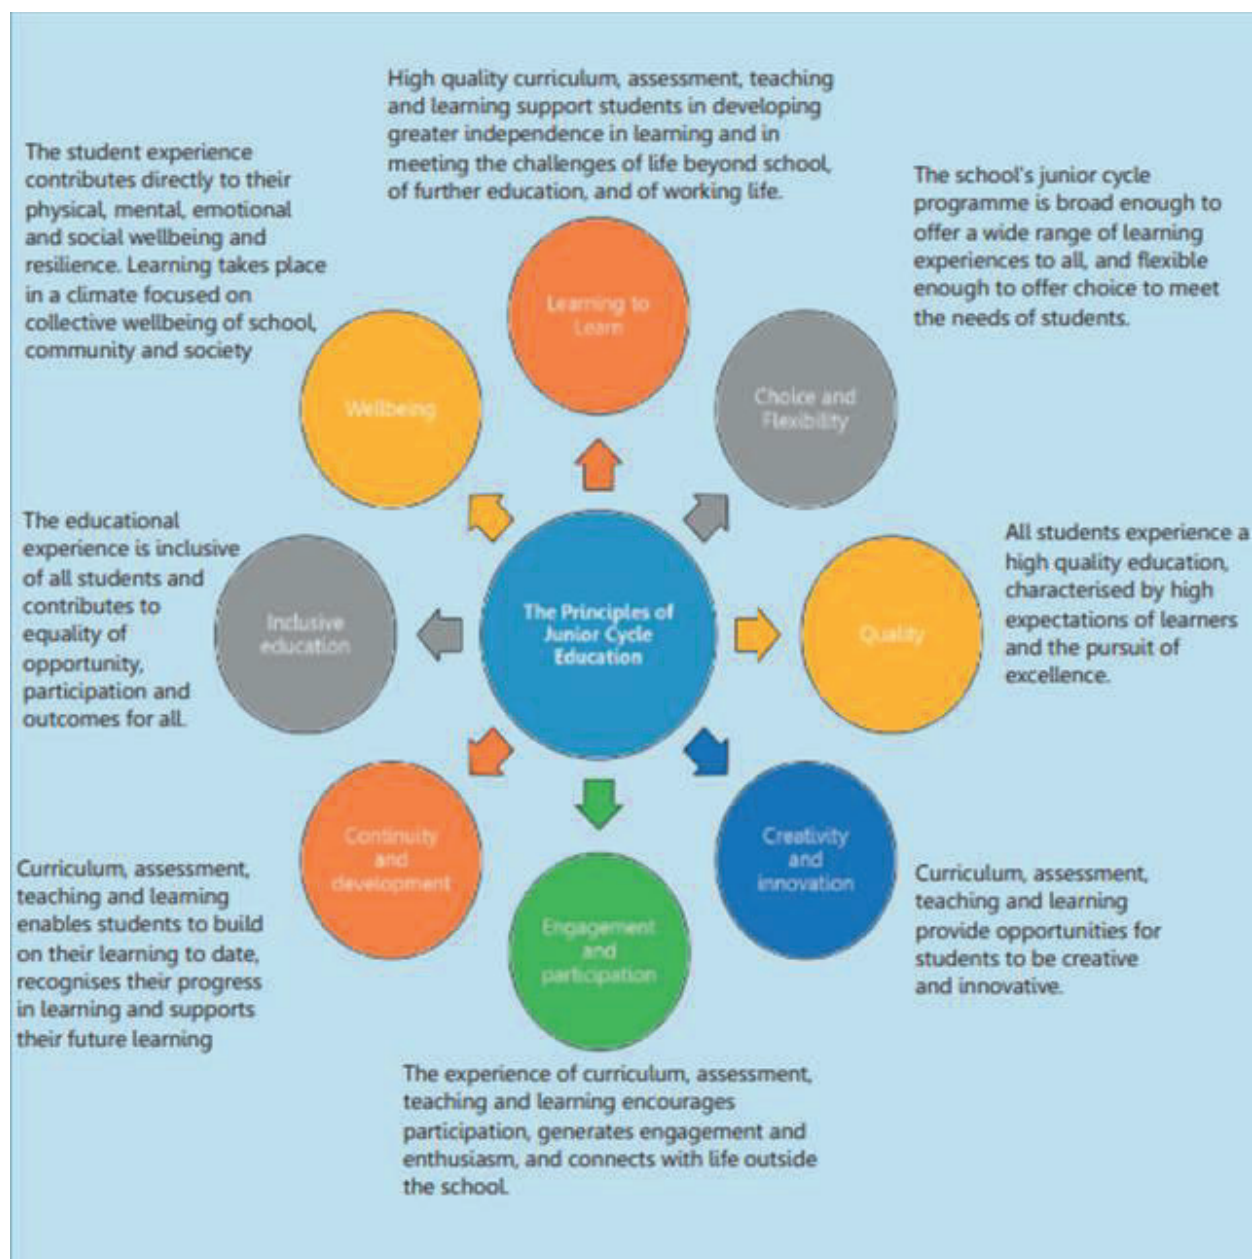 High quality curriculum, assessment, teaching
and learning support students in developing
greater independence in learning and in
meeting the challenges of life beyond school,
of further education, and of working life.
The student experience
contributes directly to their
physical, mental, emotional
and social wellbeing and
resilience. Learning takes place
in a climate focused on
collective wellbeing of school,
community and society
The school's junior cycle
programme is broad enough to
offer a wide range of learning
experiences to all, and flexible
enough to offer choice to meet
the needs of students.
Learning to
Learn
Wellbeing
Choice and
Flexibility
The educational
experience is inclusive
of all students and
contributes to
equality of
opportunity,
participation and
outcomes for all.
Inclusive
education
The Principles of
Junior Cycle
Education
Quality
All students experience a
high quality education,
characterised by high
expectations of learners
and the pursuit of
excellence.
Continuity
and
development
Creativity
and
innovation
Engagement
and
participation
Curriculum, assessment,
teaching and learning
enables students to build
on their learning to date,
recognises their progress
in learning and supports
their future learning
Curriculum, assessment,
teaching and learning
provide opportunities for
students to be creative
and innovative.
The experience of curriculum, assessment,
teaching and learning encourages
participation, generates engagement and
enthusiasm, and connects with life outside
the school.